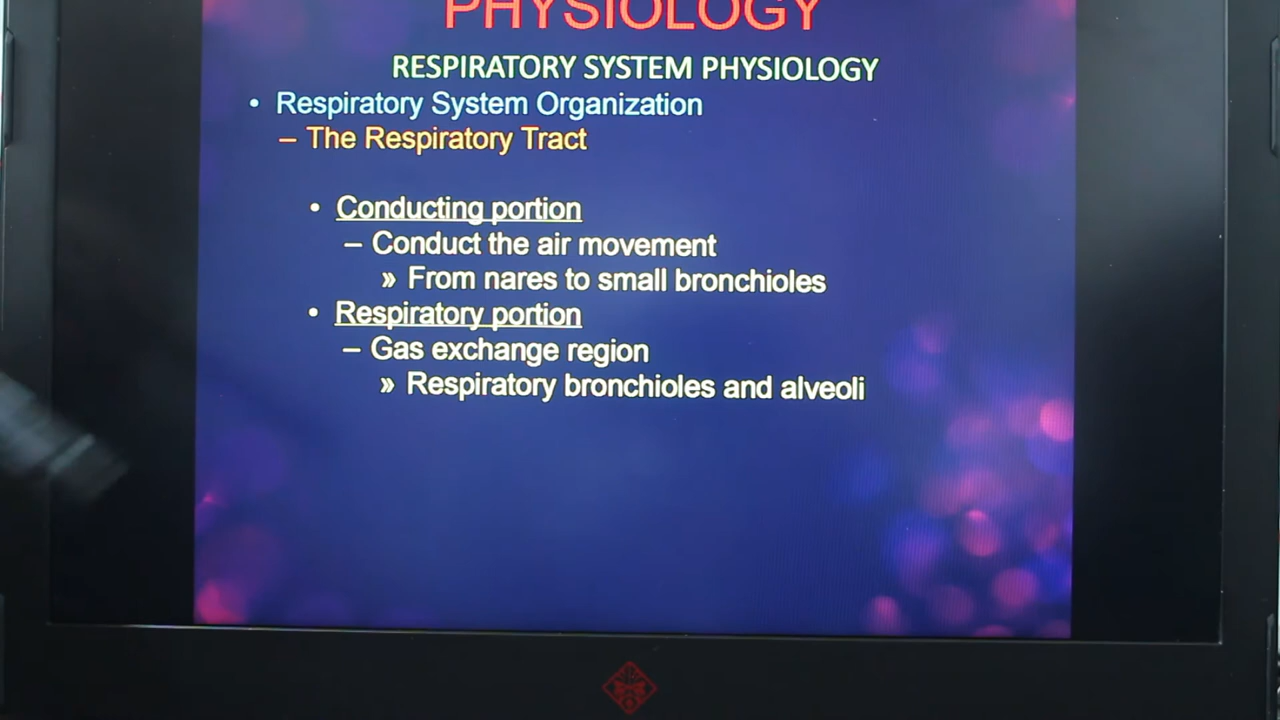 PHYSIOLOGY
RESPIRATORY SYSTEM PHYSIOLOGY
• Respiratory System Organization
– The Respiratory Tract
• Conducting portion
– Conduct the air movement
» From nares to small bronchioles
• Respiratory portion
– Gas exchange region
» Respiratory bronchioles and alveoli